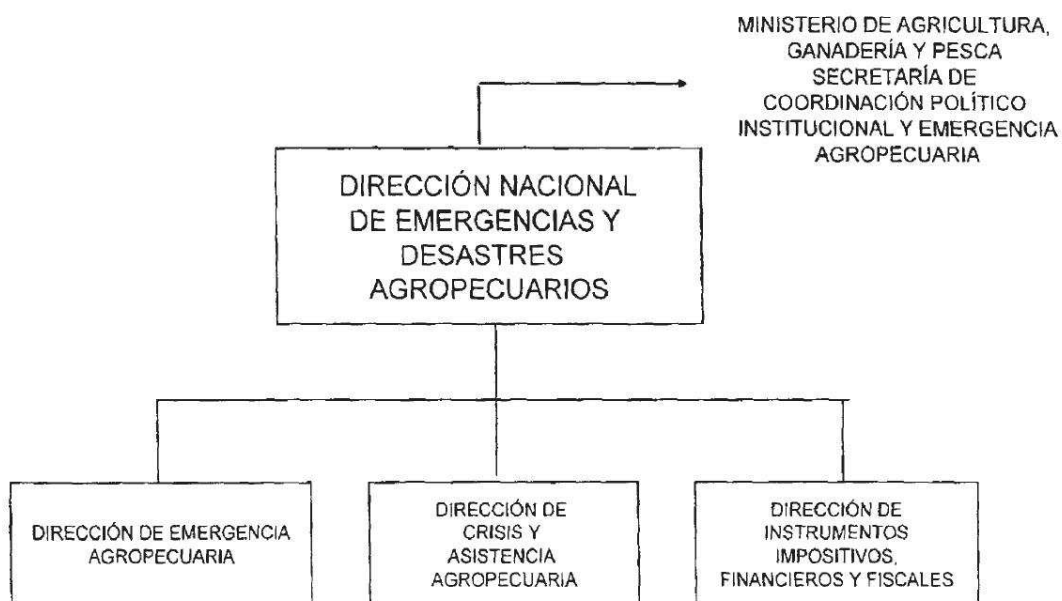 MINISTERIO DE AGRICULTURA,
GANADERÍA Y PESCA
SECRETARÍA DE
COORDINACIÓN POLÍTICO
INSTITUCIONAL Y EMERGENCIA
AGROPECUARIA
DIRECCIÓN NACIONAL
DE EMERGENCIAS Y
DESASTRES
AGROPECUARIOS
DIRECCIÓN DE EMERGENCIA
AGROPECUARIA
DIRECCIÓN DE
CRISIS Y
ASISTENCIA
AGROPECUARIA
DIRECCIÓN DE
INSTRUMENTOS
IMPOSITIVOS,
FINANCIEROS Y FISCALES